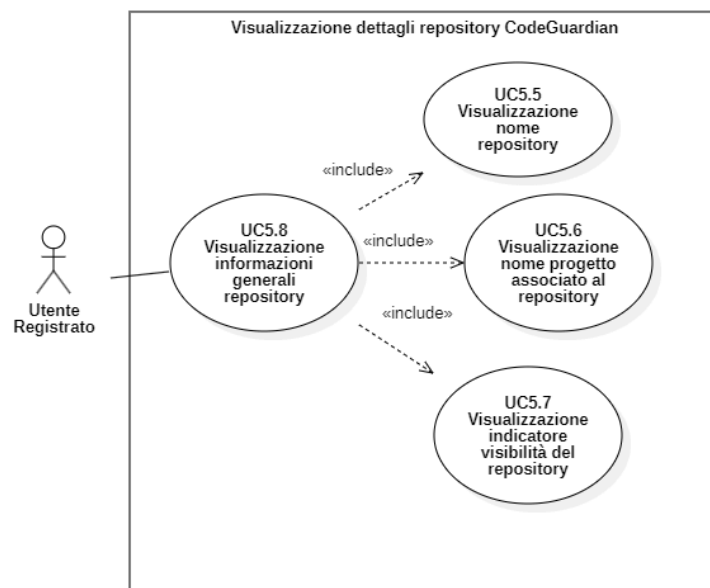 Visualizzazione dettagli repository CodeGuardian
UC5.5
Visualizzazione
nome
repository
«include»
UC5.8
Visualizzazione
informazioni
generali
repository
«include»
UC5.6
Visualizzazione
nome progetto
associato al
repository
Utente
Registrato
«include»
UC5.7
Visualizzazione
indicatore
visibilità del
repository